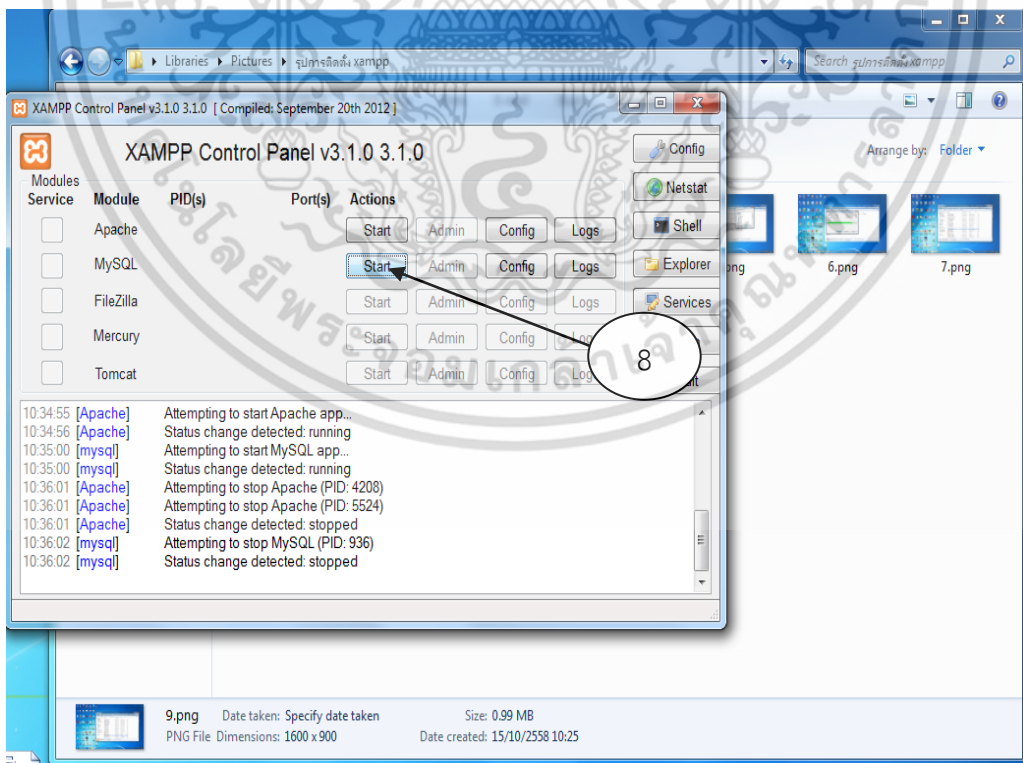 Libraries ▸ Pictures ▸ รูปการติดตั้ง xampp
Search รูปการติดตั้ง xampp
XAMPP Control Panel v3.1.0 3.1.0 [ Compiled: September 20th 2012 ]
Arrange by: Folder
XAMPP Control Panel v3.1.0 3.1.0
Config
Netstat
Shell
Explorer
Services
Modules
Service Module PID(s) Port(s) Actions
Apache Start Admin Config Logs
MySQL Start Admin Config Logs
FileZilla Start Admin Config Logs
Mercury Start Admin Config
Tomcat Start Admin Config
8
6.png
7.png
10:34:55 [Apache] Attempting to start Apache app...
10:34:56 [Apache] Status change detected: running
10:35:00 [mysql] Attempting to start MySQL app...
10:35:00 [mysql] Status change detected: running
10:36:01 [Apache] Attempting to stop Apache (PID: 4208)
10:36:01 [Apache] Attempting to stop Apache (PID: 5524)
10:36:01 [Apache] Status change detected: stopped
10:36:02 [mysql] Attempting to stop MySQL (PID: 936)
10:36:02 [mysql] Status change detected: stopped
9.png Date taken: Specify date taken Size: 0.99 MB
PNG File Dimensions: 1600 x 900 Date created: 15/10/2558 10:25